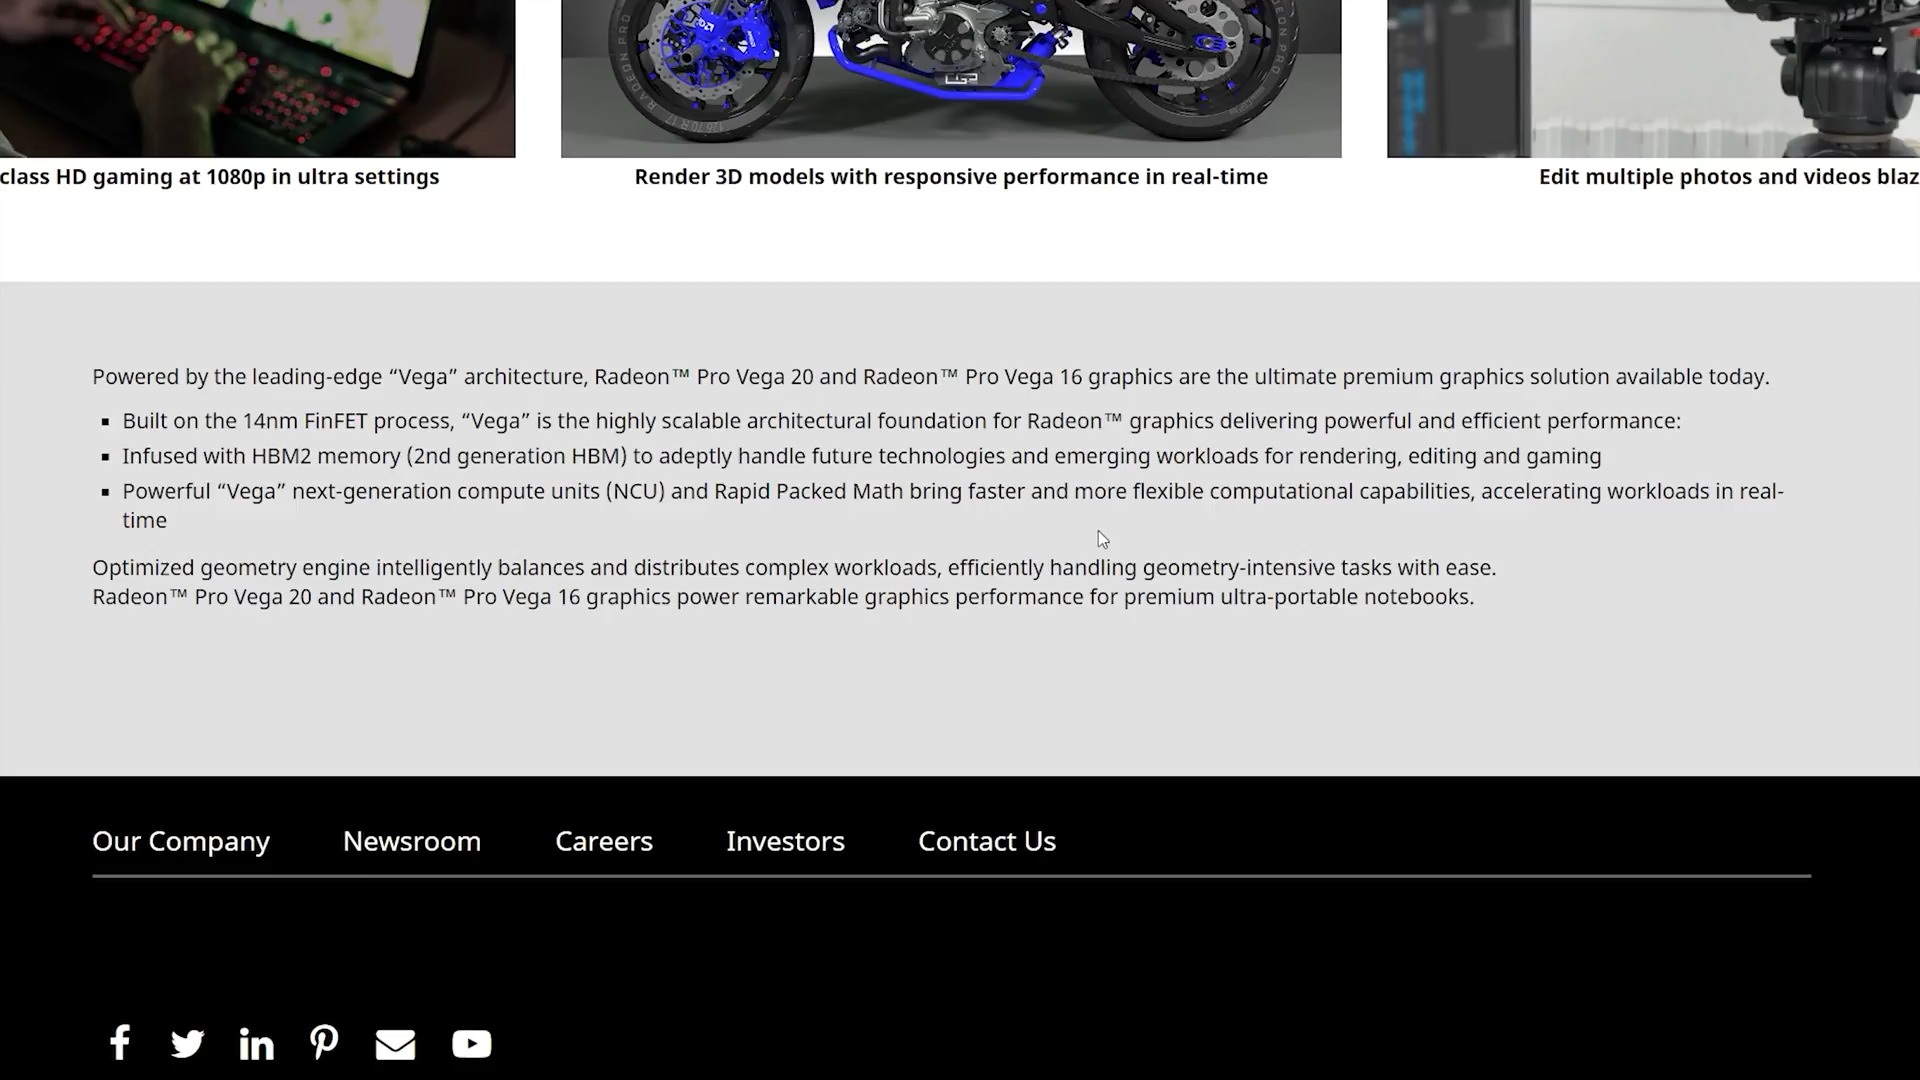 RADEON PRO
RADEON PRO
class HD gaming at 1080p in ultra settings
Render 3D models with responsive performance in real-time
Edit multiple photos and videos blaz
Powered by the leading-edge “Vega” architecture, Radeon™ Pro Vega 20 and Radeon™ Pro Vega 16 graphics are the ultimate premium graphics solution available today.
▪ Built on the 14nm FinFET process, “Vega” is the highly scalable architectural foundation for Radeon™ graphics delivering powerful and efficient performance:
▪ Infused with HBM2 memory (2nd generation HBM) to adeptly handle future technologies and emerging workloads for rendering, editing and gaming
▪ Powerful “Vega” next-generation compute units (NCU) and Rapid Packed Math bring faster and more flexible computational capabilities, accelerating workloads in real-
time
Optimized geometry engine intelligently balances and distributes complex workloads, efficiently handling geometry-intensive tasks with ease.
Radeon™ Pro Vega 20 and Radeon™ Pro Vega 16 graphics power remarkable graphics performance for premium ultra-portable notebooks.
Our Company Newsroom Careers Investors Contact Us